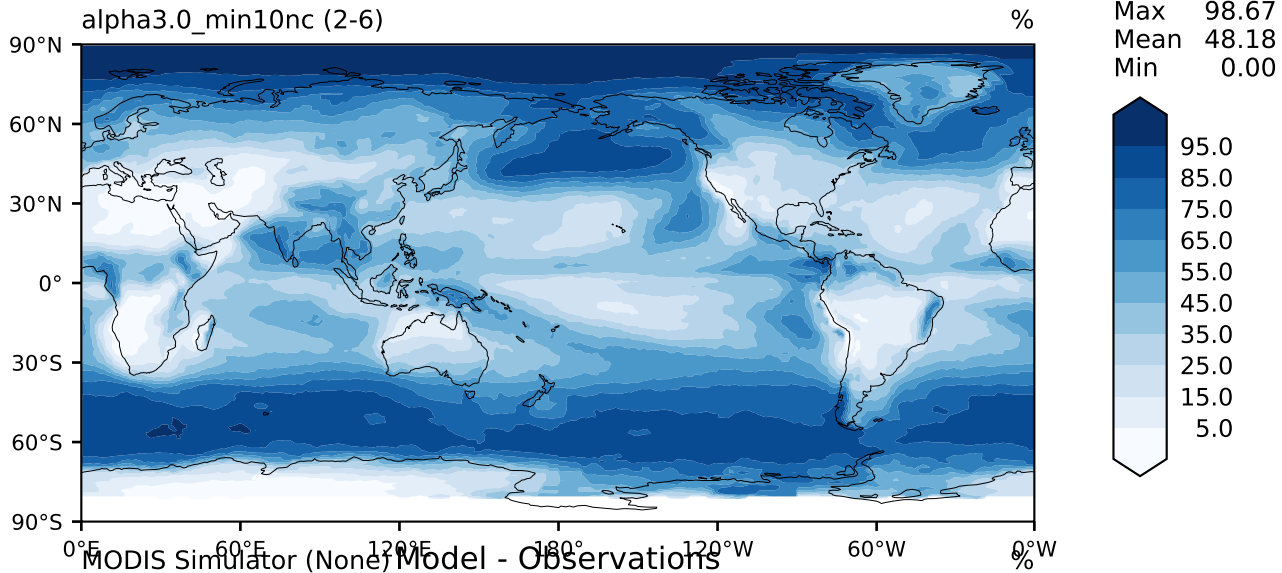 alpha3.0_min10nc (2-6) %
Max 98.67
Mean 48.18
Min 0.00
90°N
60°N
30°N
0°
30°S
60°S
90°S
95.0
85.0
75.0
65.0
55.0
45.0
35.0
25.0
15.0
5.0
0°E 60°E 120°E 180° 120°W 60°W 0°W
MODIS Simulator (None) Model - Observations %